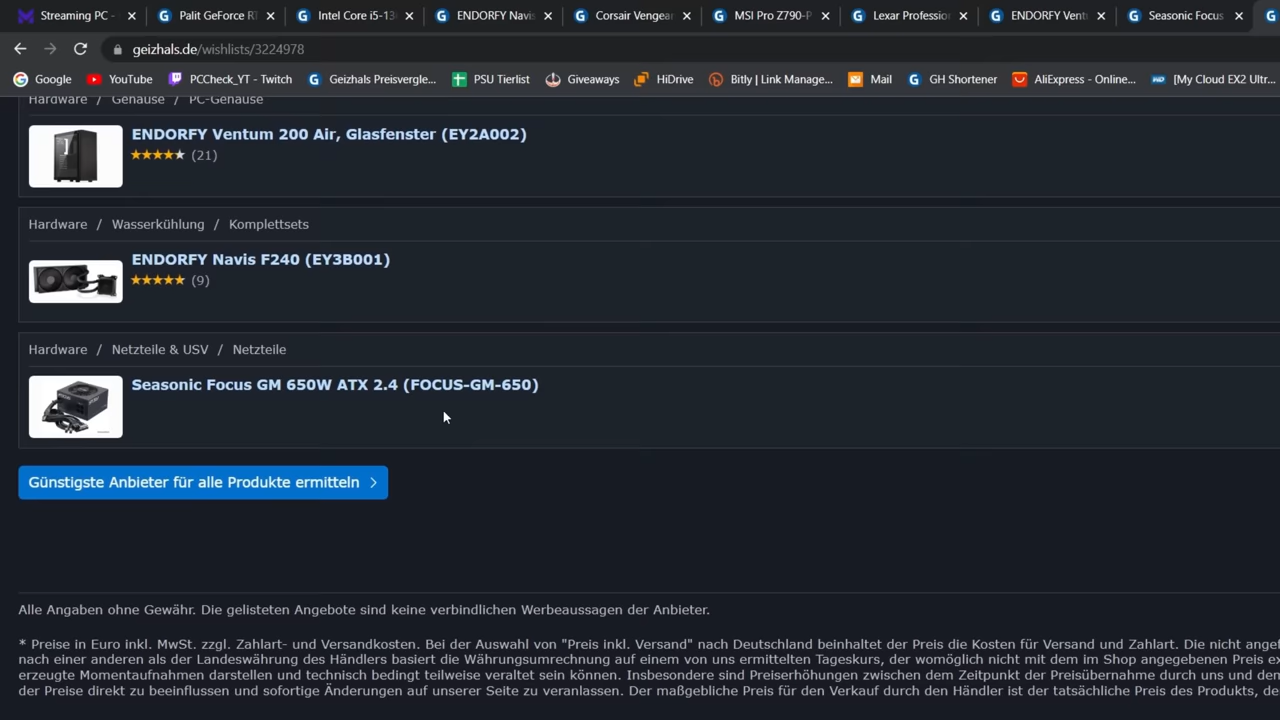 Streaming PC -
Palit GeForce RT
Intel Core i5-13
ENDORFY Navis
Corsair Vengea
MSI Pro Z790-P
Lexar Profession
ENDORFY Vent
Seasonic Focus
geizhals.de/wishlists/3224978
Google
YouTube
PCCheck_YT - Twitch
Geizhals Preisvergle...
PSU Tierlist
Giveaways
HiDrive
Bitly | Link Manage...
Mail
GH Shortener
AliExpress - Online...
[My Cloud EX2 Ultr...
Hardware / Gehäuse / PC-Gehäuse
ENDORFY Ventum 200 Air, Glasfenster (EY2A002)
(21)
Hardware / Wasserkühlung / Komplettsets
ENDORFY Navis F240 (EY3B001)
(9)
Hardware / Netzteile & USV / Netzteile
Seasonic Focus GM 650W ATX 2.4 (FOCUS-GM-650)
Günstigste Anbieter für alle Produkte ermitteln
Alle Angaben ohne Gewähr. Die gelisteten Angebote sind keine verbindlichen Werbeaussagen der Anbieter.
* Preise in Euro inkl. MwSt. zzgl. Zahlart- und Versandkosten. Bei der Auswahl von "Preis inkl. Versand" nach Deutschland beinhaltet der Preis die Kosten für Versand und Zahlart. Die nicht angef
nach einer anderen als der Landeswährung des Händlers basiert die Währungsumrechnung auf einem von uns ermittelten Tageskurs, der womöglich nicht mit dem im Shop angegebenen Preis ex
erzeugte Momentaufnahmen darstellen und technisch bedingt teilweise veraltet sein können. Insbesondere sind Preiserhöhungen zwischen dem Zeitpunkt der Preisübernahme durch uns und dem
der Preise direkt zu beeinflussen und sofortige Änderungen auf unserer Seite zu veranlassen. Der maßgebliche Preis für den Verkauf durch den Händler ist der tatsächliche Preis des Produkts, de